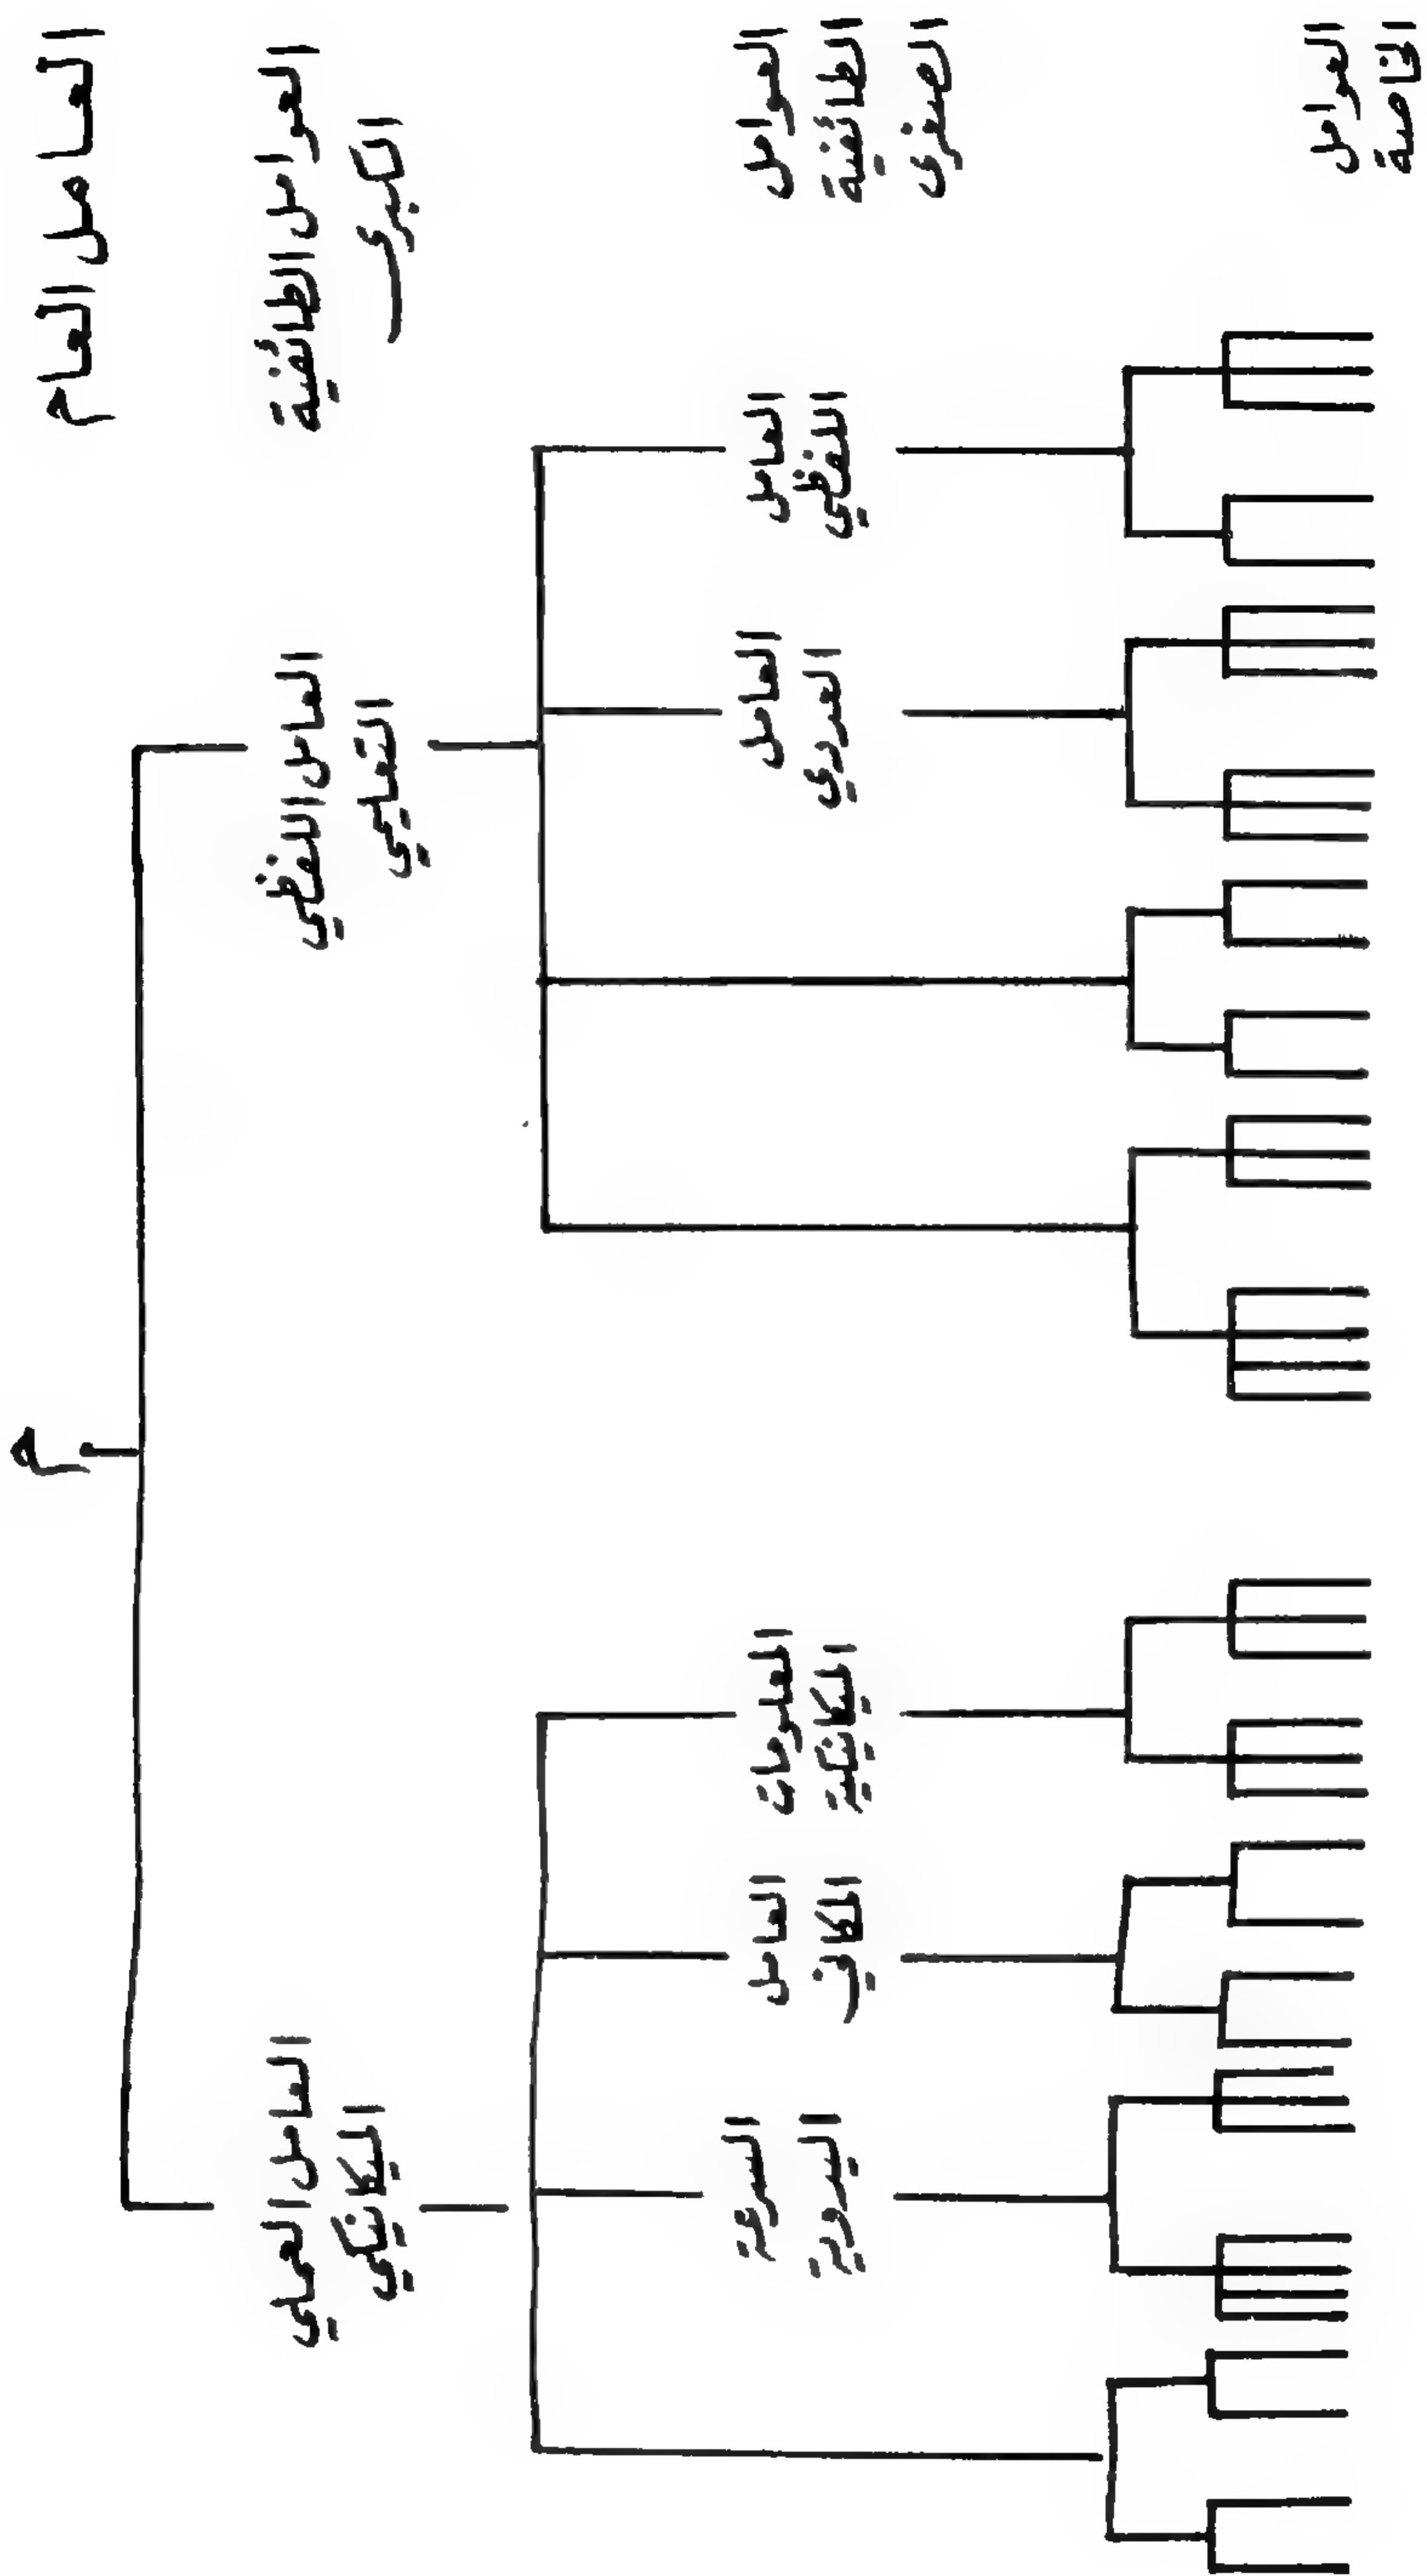 العامل العام
م
العوامل الطائفية
الكبرى
العامل اللفظي
التعليمي
العامل العملي
الميكانيكي
العوامل
الطائفية
الصغرى
العامل
اللفظي
العامل
العددي
المعلومات
الميكانيكية
العامل
المكاني
السرعة
اليدوية
العوامل
الخاصة